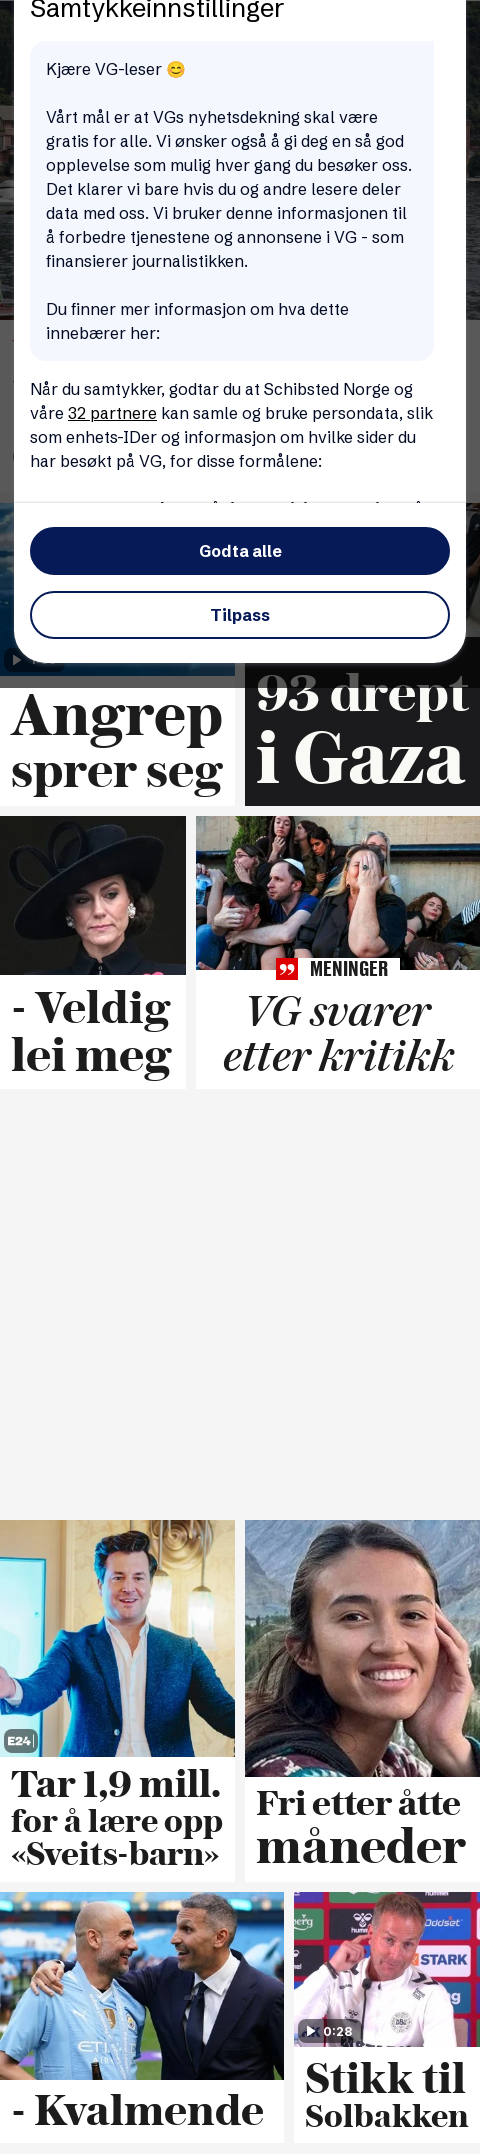 Samtykkeinnstillinger
Kjære VG-leser 😊
Vårt mål er at VGs nyhetsdekning skal være
gratis for alle. Vi ønsker også å gi deg en så god
opplevelse som mulig hver gang du besøker oss.
Det klarer vi bare hvis du og andre lesere deler
data med oss. Vi bruker denne informasjonen til
å forbedre tjenestene og annonsene i VG - som
finansierer journalistikken.
Du finner mer informasjon om hva dette
innebærer her:
Når du samtykker, godtar du at Schibsted Norge og
våre 32 partnere kan samle og bruke persondata, slik
som enhets-IDer og informasjon om hvilke sider du
har besøkt på VG, for disse formålene:
Godta alle
Tilpass
Angrep
sprer seg
93 drept
i Gaza
- Veldig
lei meg
MENINGER
VG svarer
etter kritikk
E24
Tar 1,9 mill.
for å lære opp
«Sveits-barn»
Fri etter åtte
måneder
hummel
Oddset
STARK
0:28
- Kvalmende
Stikk til
Solbakken